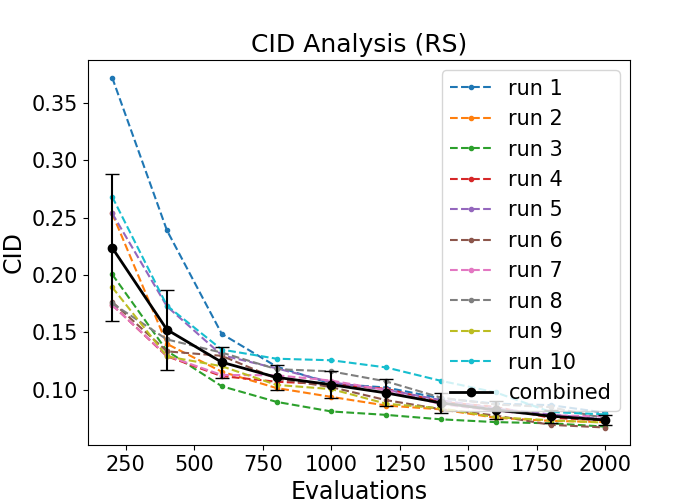 CID Analysis (RS)
CID
0.35
0.30
0.25
0.20
0.15
0.10
run 1
run 2
run 3
run 4
run 5
run 6
run 7
run 8
run 9
run 10
combined
250 500 750 1000 1250 1500 1750 2000
Evaluations